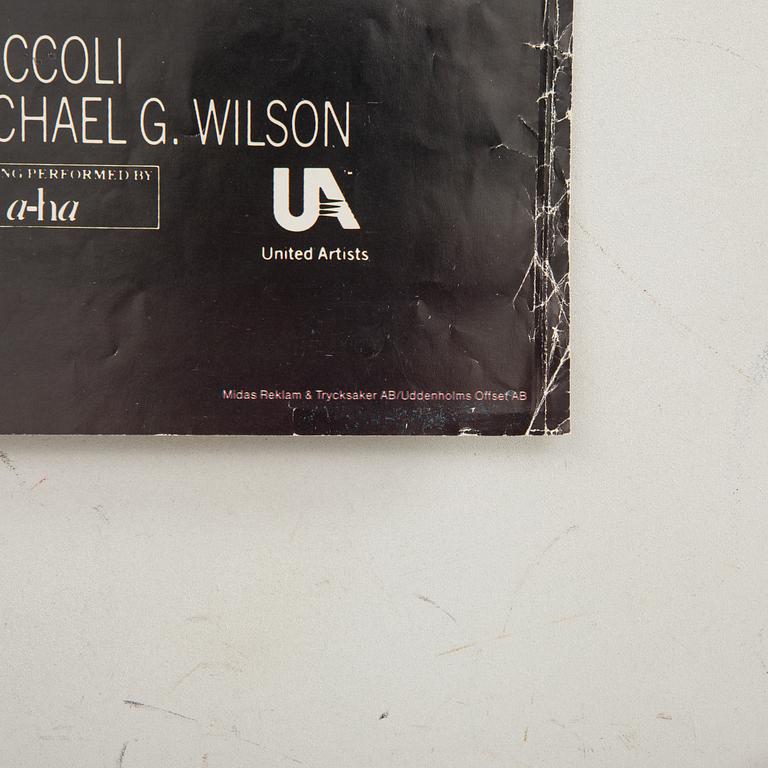 CCOLI
CHAEL G. WILSON
NG PERFORMED BY
a-ha
UA
United Artists
Midas Reklam & Trycksaker AB/Uddenholms Offset AB